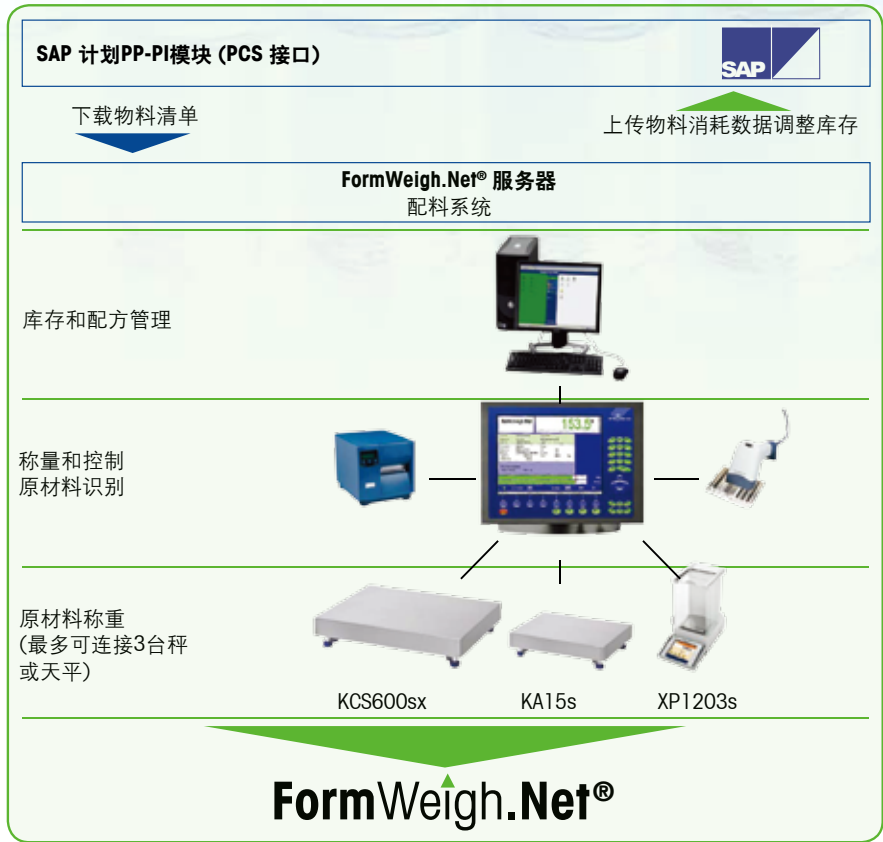 SAP 计划PP-PI模块 (PCS 接口)
SAP
下载物料清单
上传物料消耗数据调整库存
FormWeigh.Net® 服务器
配料系统
库存和配方管理
153.5
称量和控制
原材料识别
原材料称重
(最多可连接3台秤
或天平)
KCS600sx
KA15s
XP1203s
FormWeigh.Net®